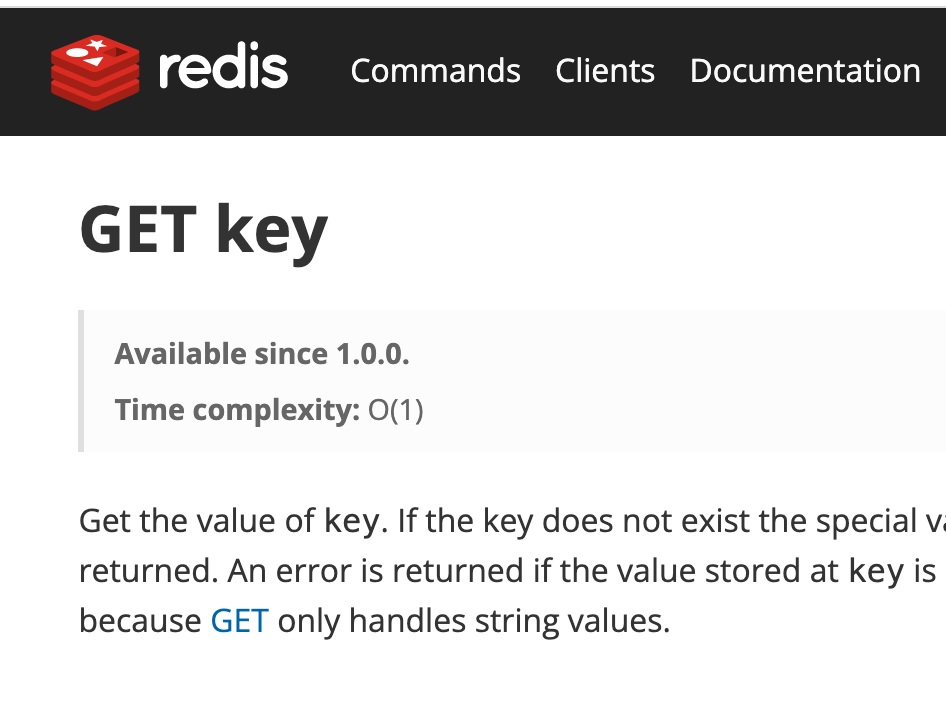 redis Commands Clients Documentation
GET key
Available since 1.0.0.
Time complexity: O(1)
Get the value of key. If the key does not exist the special
returned. An error is returned if the value stored at key is
because GET only handles string values.